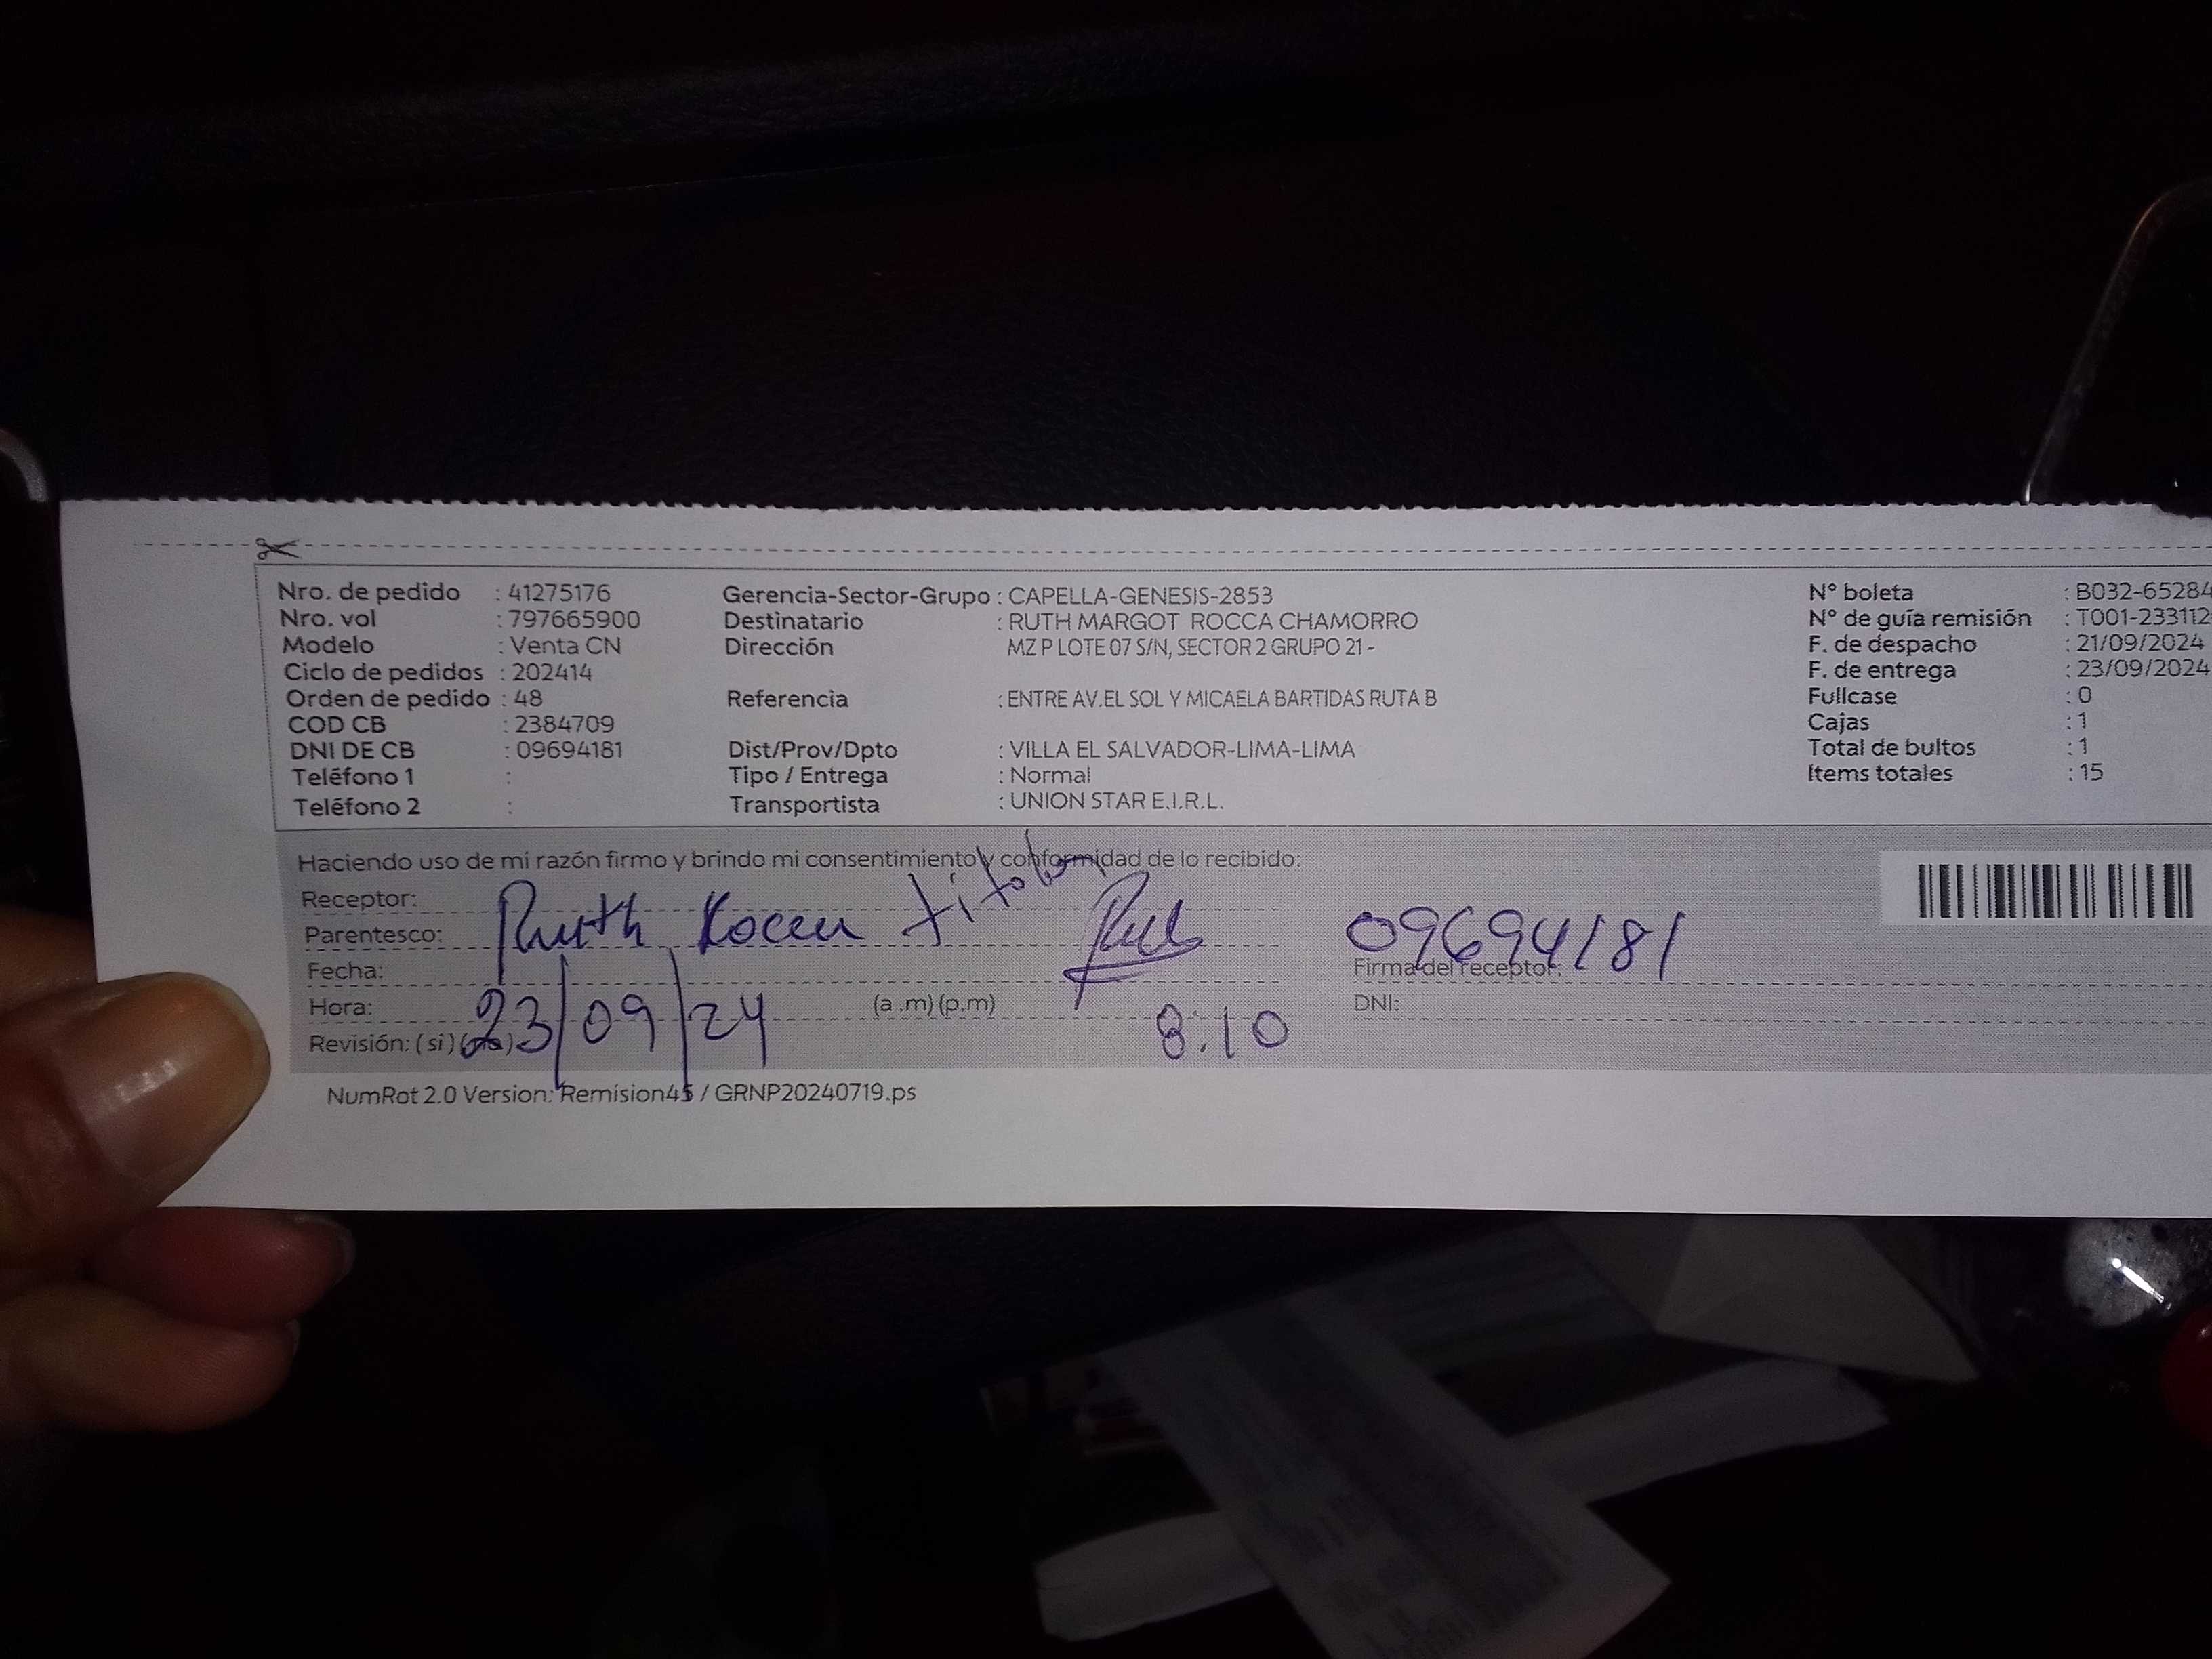 Nro. de pedido : 41275176 Gerencia-Sector-Grupo : CAPELLA-GENESIS-2853 N° boleta : B032-65284
Nro. vol : 797665900 Destinatario : RUTH MARGOT ROCCA CHAMORRO N° de guía remisión : T001-233112
Modelo : Venta CN Dirección MZ P LOTE 07 S/N, SECTOR 2 GRUPO 21 - F. de despacho : 21/09/2024
Ciclo de pedidos : 202414 F. de entrega : 23/09/2024
Orden de pedido : 48 Referencia : ENTRE AV.EL SOL Y MICAELA BARTIDAS RUTA B Fullcase : 0
COD CB : 2384709 Cajas : 1
DNI DE CB : 09694181 Dist/Prov/Dpto : VILLA EL SALVADOR-LIMA-LIMA Total de bultos : 1
Teléfono 1 : Tipo / Entrega : Normal Items totales : 15
Teléfono 2 : Transportista : UNION STAR E.I.R.L.
Haciendo uso de mi razón firmo y brindo mi consentimiento y conformidad de lo recibido:
Receptor:
Parentesco: Ruth 09694181
Fecha: Firma del receptor:
Hora: 23/09/24 (a .m) (p.m) 8:10 DNI:
Revisión: ( si ) (no)
NumRot 2.0 Version: Remision45 / GRNP20240719.ps